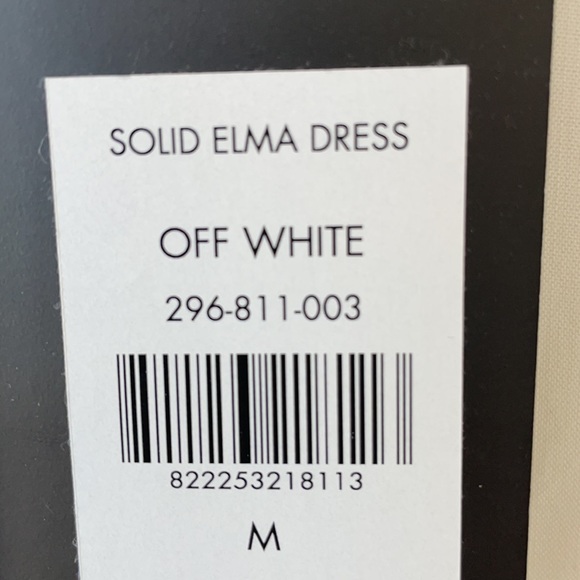 SOLID ELMA DRESS
OFF WHITE
296-811-003
822253218113
M